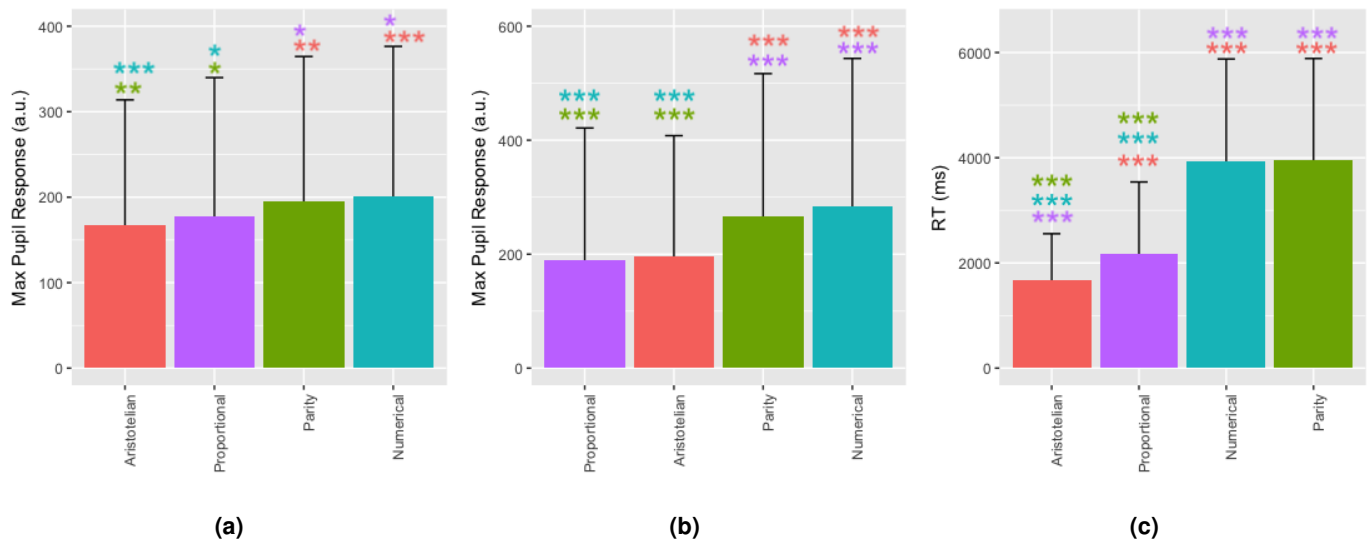 Max Pupil Response (a.u.)
400
300
200
100
0
***
**
*
*
*
**
*
***
Aristotelian
Proportional
Parity
Numerical
(a)
Max Pupil Response (a.u.)
600
400
200
0
***
***
***
***
***
***
***
***
Proportional
Aristotelian
Parity
Numerical
(b)
RT (ms)
6000
4000
2000
0
***
***
***
***
***
***
***
***
***
***
Aristotelian
Proportional
Numerical
Parity
(c)